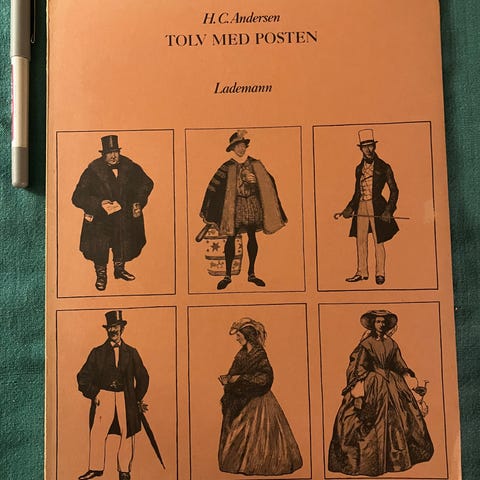 H.C. Andersen
TOLV MED POSTEN
Lademann